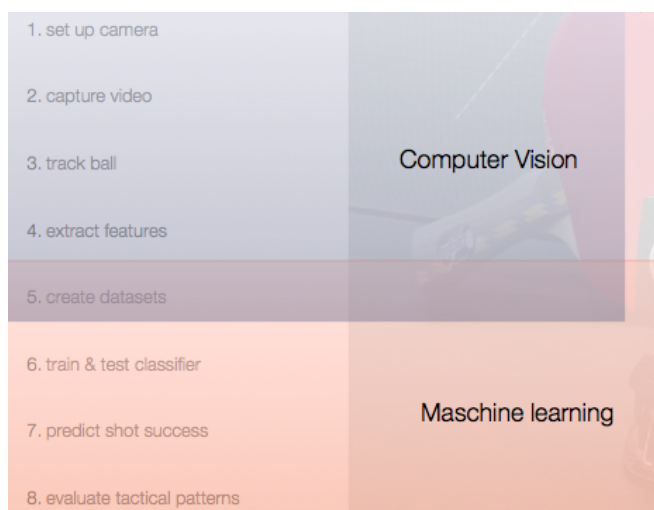 1. set up camera
2. capture video
3. track ball
Computer Vision
4. extract features
5. create datasets
6. train & test classifier
Maschine learning
7. predict shot success
8. evaluate tactical patterns